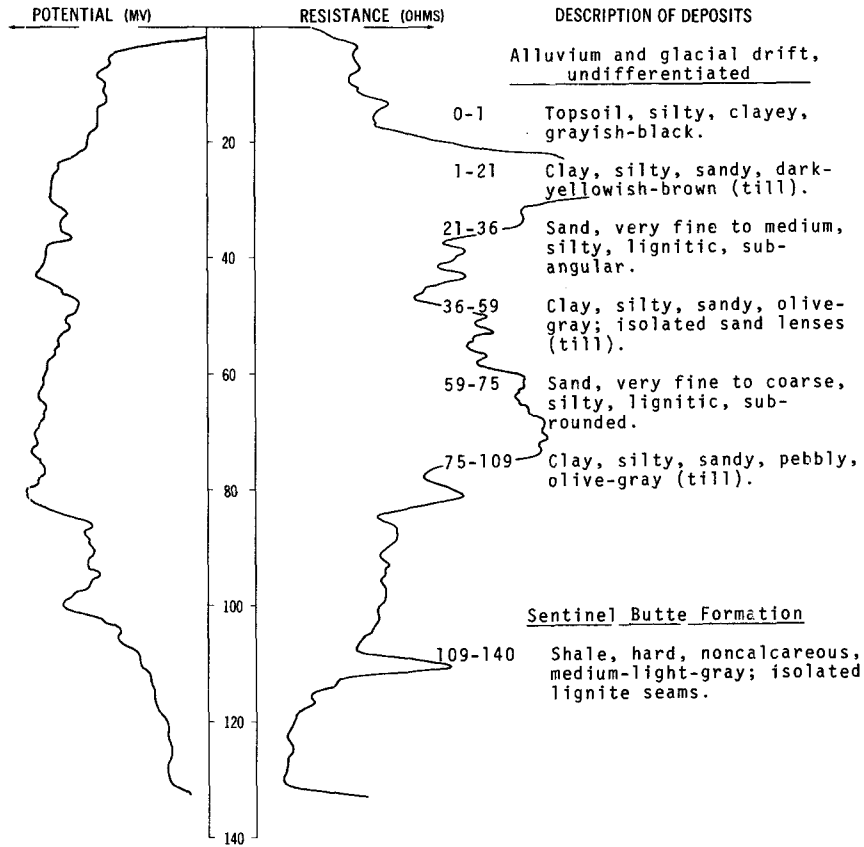 POTENTIAL (MV) RESISTANCE (OHMS) DESCRIPTION OF DEPOSITS
Alluvium and glacial drift,
undifferentiated
0-1 Topsoil, silty, clayey,
grayish-black.
20
1-21 Clay, silty, sandy, dark-
yellowish-brown (till).
21-36 Sand, very fine to medium,
silty, lignitic, sub-
angular.
40
36-59 Clay, silty, sandy, olive-
gray; isolated sand lenses
(till).
60
59-75 Sand, very fine to coarse,
silty, lignitic, sub-
rounded.
75-109 Clay, silty, sandy, pebbly,
olive-gray (till).
80
100
Sentinel Butte Formation
109-140 Shale, hard, noncalcareous,
medium-light-gray; isolated
lignite seams.
120
140